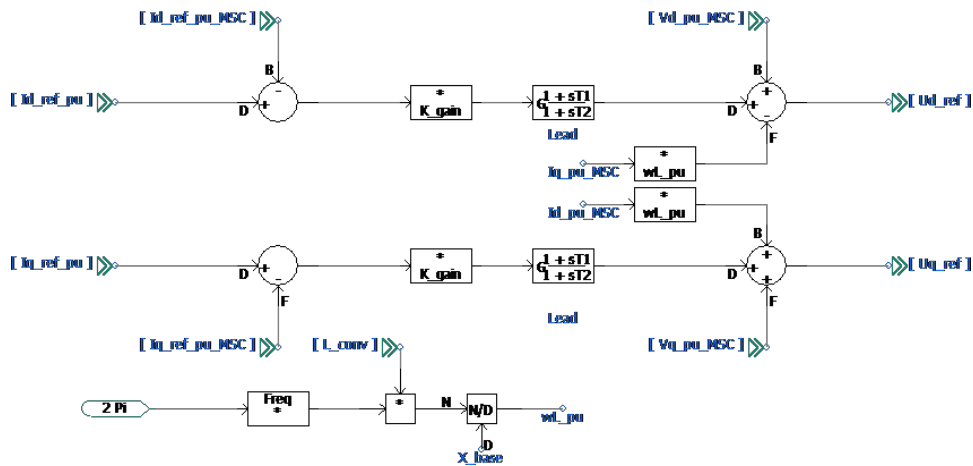 [ Id_ref_pu_MSC ]
[ Vd_pu_MSC ]
B
-
B
+
[ Id_ref_pu ]
D
+
*
K_gain
G
1 + sT1
1 + sT2
D
+
-
[ Ud_ref ]
Lead
F
Iq_pu_MSC
*
wL_pu
Id_pu_MSC
*
wL_pu
B
[ Iq_ref_pu ]
D
+
-
*
K_gain
G
1 + sT1
1 + sT2
D
+
+
+
[ Uq_ref ]
F
Lead
F
[ Iq_ref_pu_MSC ]
[ L_conv ]
[ Vq_pu_MSC ]
2 Pi
Freq
*
*
N
N/D
wL_pu
D
X_base